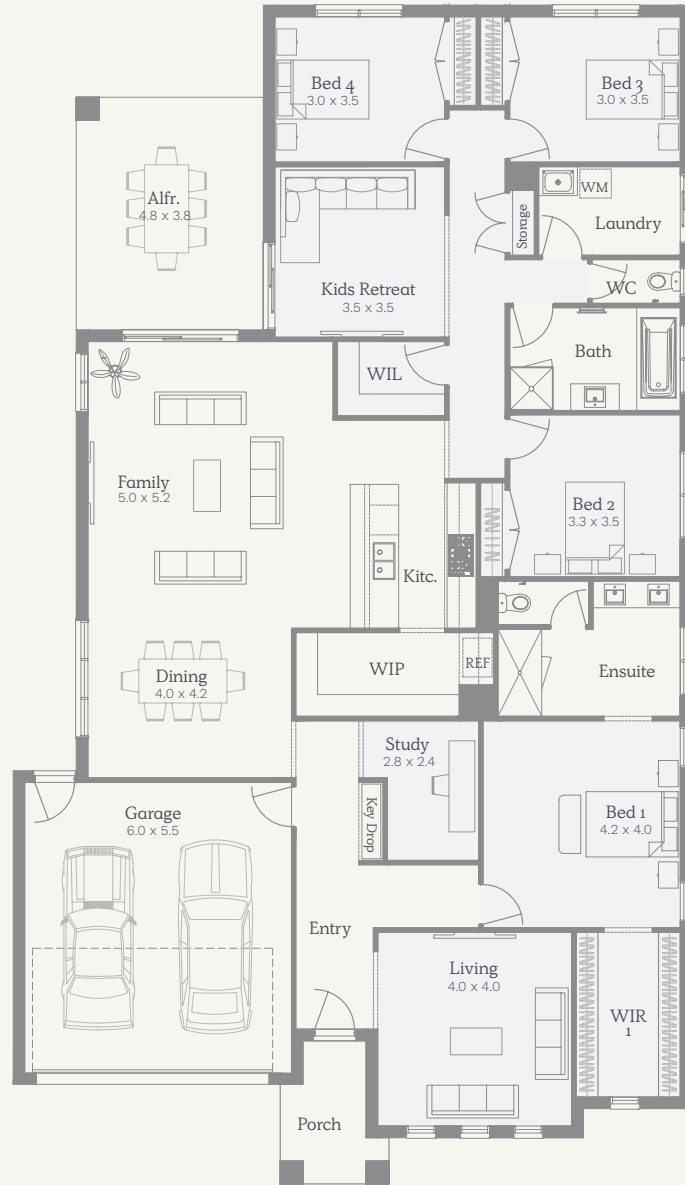 Bed 4
3.0 x 3.5
Bed 3
3.0 x 3.5
Alfr.
4.8 x 3.8
WM
Storage
Laundry
Kids Retreat
3.5 x 3.5
WC
Bath
WIL
Family
5.0 x 5.2
Bed 2
3.3 x 3.5
Kitc.
WIP
REF
Ensuite
Dining
4.0 x 4.2
Study
2.8 x 2.4
Key Drop
Garage
6.0 x 5.5
Bed 1
4.2 x 4.0
Entry
Living
4.0 x 4.0
WIR
1
Porch